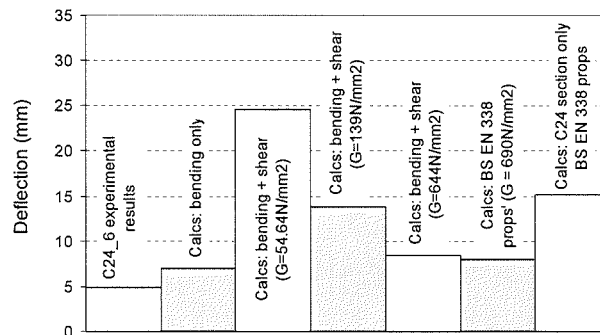 35
30
25
20
15
10
5
0
Deflection (mm)
C24_6 experimental
results
Calcs: bending only
Calcs: bending + shear
(G=54.64N/mm2)
Calcs: bending + shear
(G=139N/mm2)
Calcs: bending + shear
(G=644N/mm2)
Calcs: BS EN 338
props' (G = 690N/mm2)
Calcs: C24 section only
BS EN 338 props